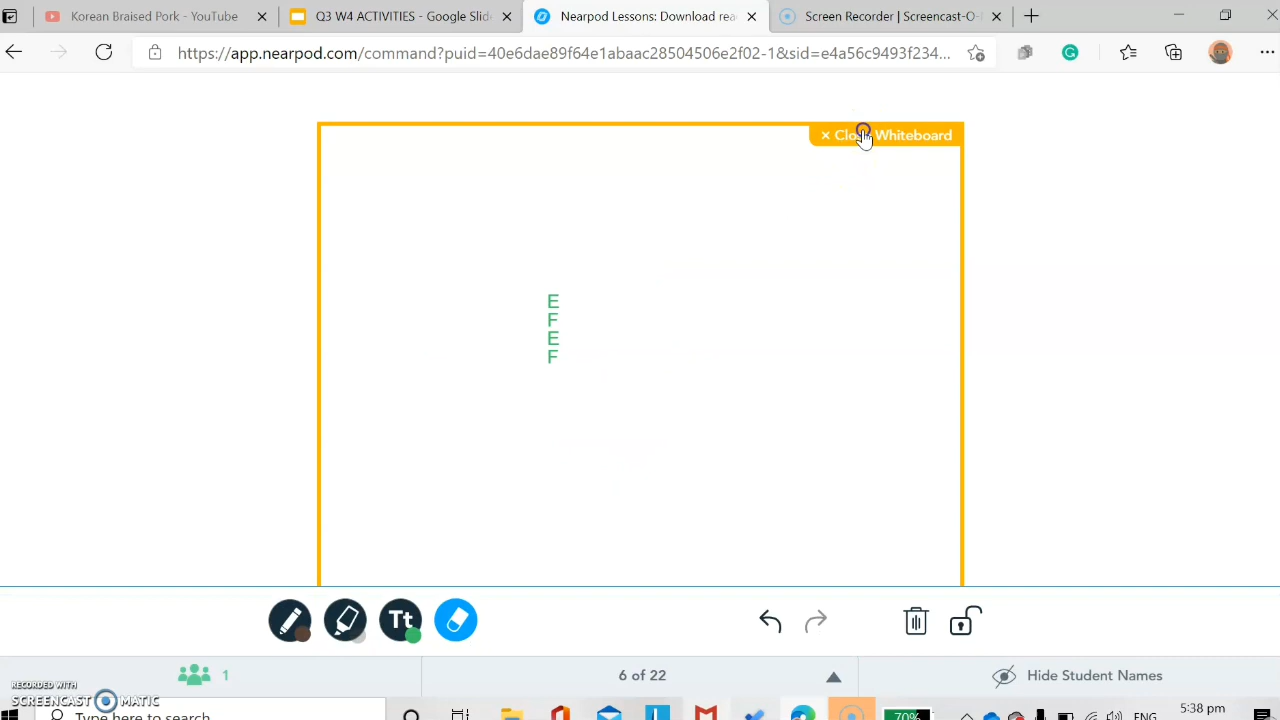 Korean Braised Pork - YouTube
Q3 W4 ACTIVITIES - Google Slid
Nearpod Lessons: Download rea
Screen Recorder | Screencast-O-
https://app.nearpod.com/command?puid=40e6dae89f64e1abaac28504506e2f02-1&sid=e4a56c9493f234...
× Close Whiteboard
E
F
E
F
Tt
1
6 of 22
Hide Student Names
RECORDED WITH
SCREENCAST MATIC
Type here to search
70%
ENG
5:38 pm